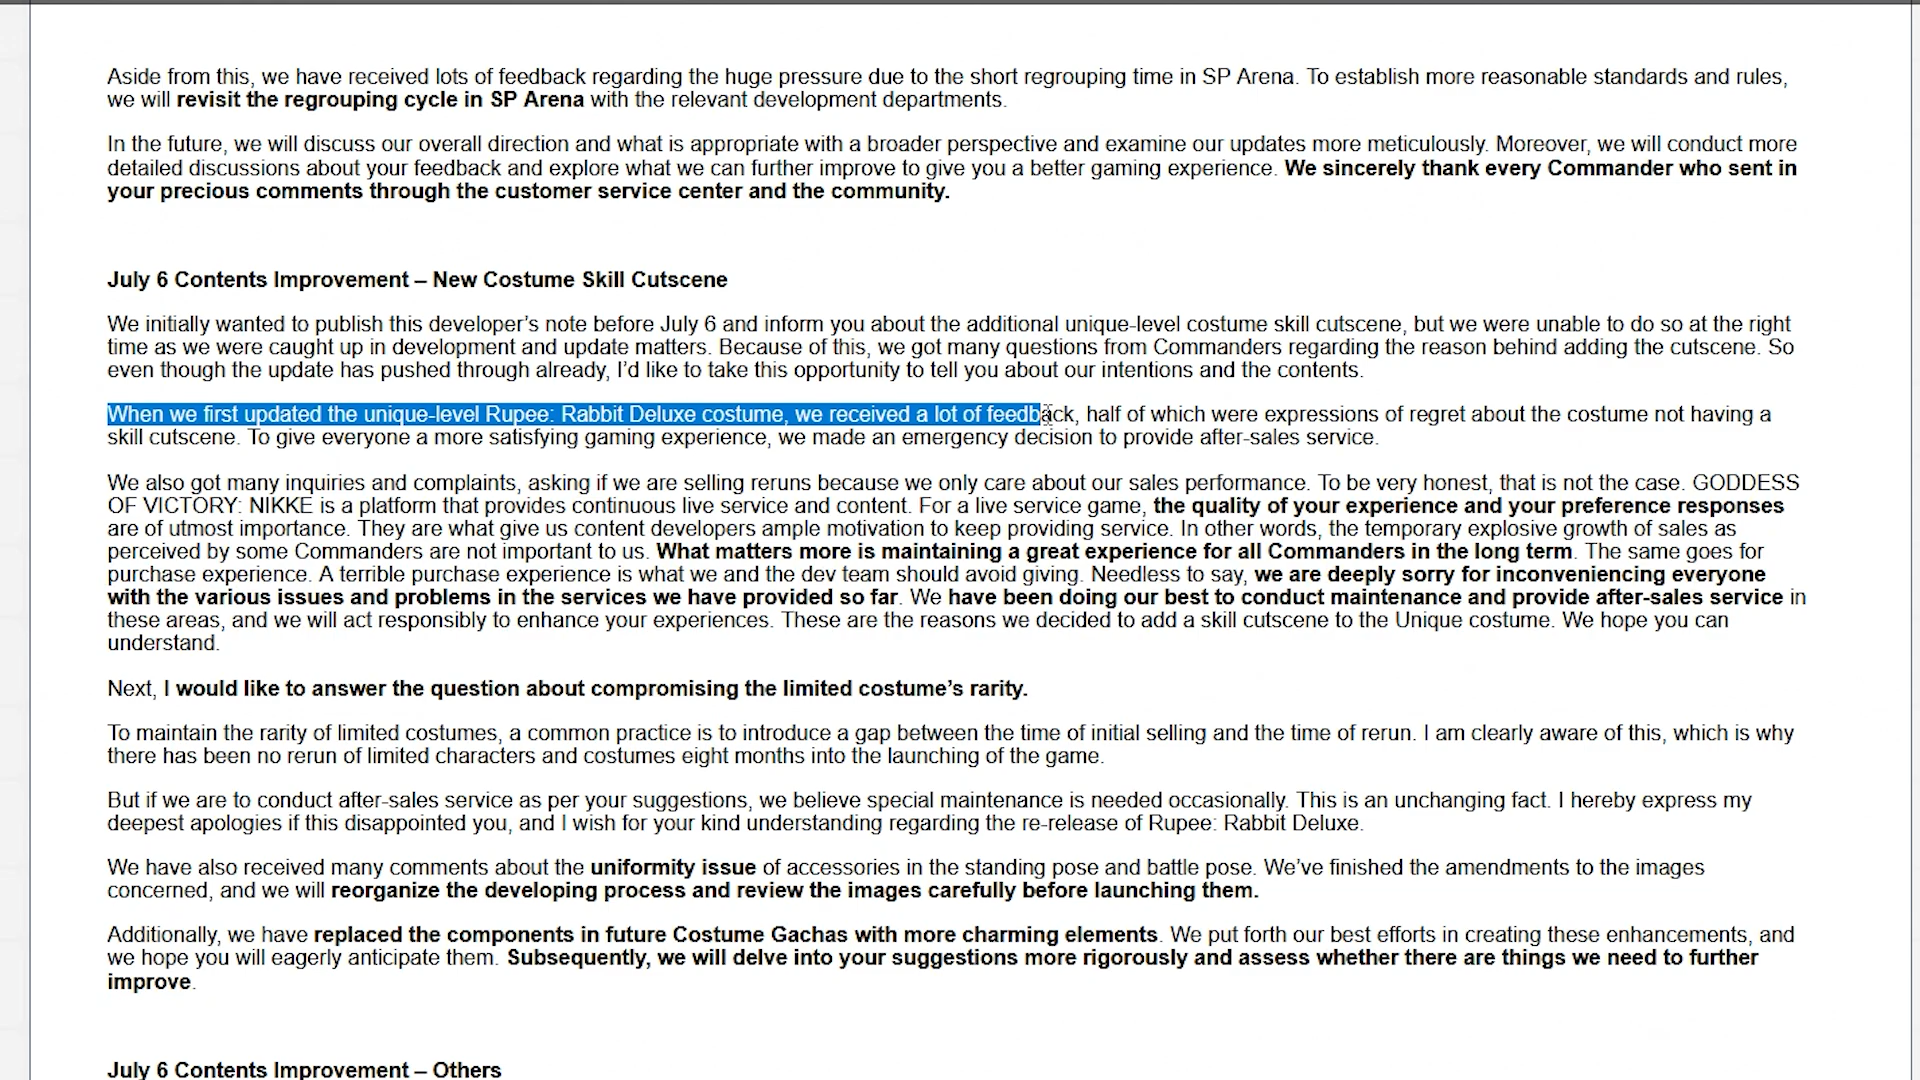 Aside from this, we have received lots of feedback regarding the huge pressure due to the short regrouping time in SP Arena. To establish more reasonable standards and rules,
we will revisit the regrouping cycle in SP Arena with the relevant development departments.
In the future, we will discuss our overall direction and what is appropriate with a broader perspective and examine our updates more meticulously. Moreover, we will conduct more
detailed discussions about your feedback and explore what we can further improve to give you a better gaming experience. We sincerely thank every Commander who sent in
your precious comments through the customer service center and the community.
July 6 Contents Improvement – New Costume Skill Cutscene
We initially wanted to publish this developer’s note before July 6 and inform you about the additional unique-level costume skill cutscene, but we were unable to do so at the right
time as we were caught up in development and update matters. Because of this, we got many questions from Commanders regarding the reason behind adding the cutscene. So
even though the update has pushed through already, I’d like to take this opportunity to tell you about our intentions and the contents.
When we first updated the unique-level Rupee: Rabbit Deluxe costume, we received a lot of feedback, half of which were expressions of regret about the costume not having a
skill cutscene. To give everyone a more satisfying gaming experience, we made an emergency decision to provide after-sales service.
We also got many inquiries and complaints, asking if we are selling reruns because we only care about our sales performance. To be very honest, that is not the case. GODDESS
OF VICTORY: NIKKE is a platform that provides continuous live service and content. For a live service game, the quality of your experience and your preference responses
are of utmost importance. They are what give us content developers ample motivation to keep providing service. In other words, the temporary explosive growth of sales as
perceived by some Commanders are not important to us. What matters more is maintaining a great experience for all Commanders in the long term. The same goes for
purchase experience. A terrible purchase experience is what we and the dev team should avoid giving. Needless to say, we are deeply sorry for inconveniencing everyone
with the various issues and problems in the services we have provided so far. We have been doing our best to conduct maintenance and provide after-sales service in
these areas, and we will act responsibly to enhance your experiences. These are the reasons we decided to add a skill cutscene to the Unique costume. We hope you can
understand.
Next, I would like to answer the question about compromising the limited costume’s rarity.
To maintain the rarity of limited costumes, a common practice is to introduce a gap between the time of initial selling and the time of rerun. I am clearly aware of this, which is why
there has been no rerun of limited characters and costumes eight months into the launching of the game.
But if we are to conduct after-sales service as per your suggestions, we believe special maintenance is needed occasionally. This is an unchanging fact. I hereby express my
deepest apologies if this disappointed you, and I wish for your kind understanding regarding the re-release of Rupee: Rabbit Deluxe.
We have also received many comments about the uniformity issue of accessories in the standing pose and battle pose. We’ve finished the amendments to the images
concerned, and we will reorganize the developing process and review the images carefully before launching them.
Additionally, we have replaced the components in future Costume Gachas with more charming elements. We put forth our best efforts in creating these enhancements, and
we hope you will eagerly anticipate them. Subsequently, we will delve into your suggestions more rigorously and assess whether there are things we need to further
improve.
July 6 Contents Improvement – Others